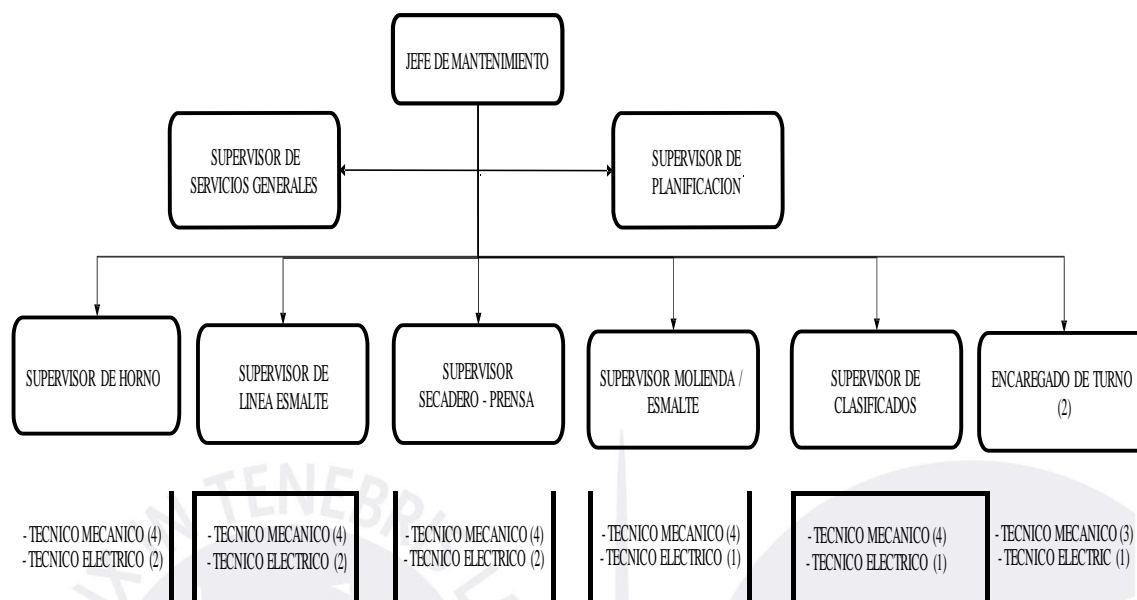 JEFE DE MANTENIMIENTO
SUPERVISOR DE
SERVICIOS GENERALES
SUPERVISOR DE
PLANIFICACION
SUPERVISOR DE HORNO
SUPERVISOR DE
LINEA ESMALTE
SUPERVISOR
SECADERO - PRENSA
SUPERVISOR MOLIENDA /
ESMALTE
SUPERVISOR DE
CLASIFICADOS
ENCAREGADO DE TURNO
(2)
- TECNICO MECANICO (4)
- TECNICO ELECTRICO (2)
- TECNICO MECANICO (4)
- TECNICO ELECTRICO (2)
- TECNICO MECANICO (4)
- TECNICO ELECTRICO (2)
- TECNICO MECANICO (4)
- TECNICO ELECTRICO (1)
- TECNICO MECANICO (4)
- TECNICO ELECTRICO (1)
- TECNICO MECANICO (3)
- TECNICO ELECTRIC (1)